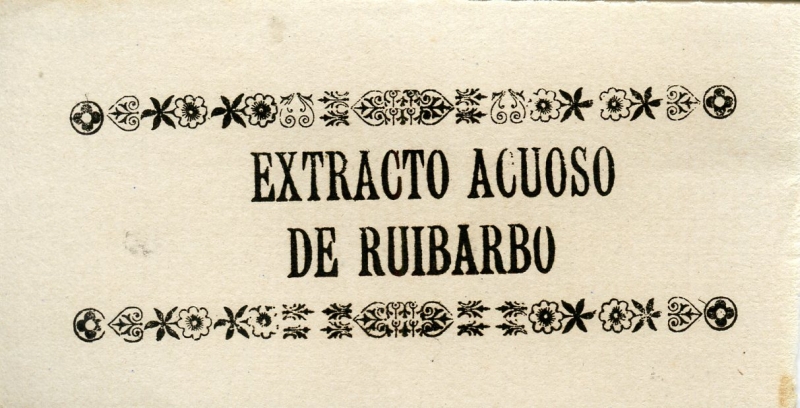 EXTRACTO ACUOSO
DE RUIBARBO